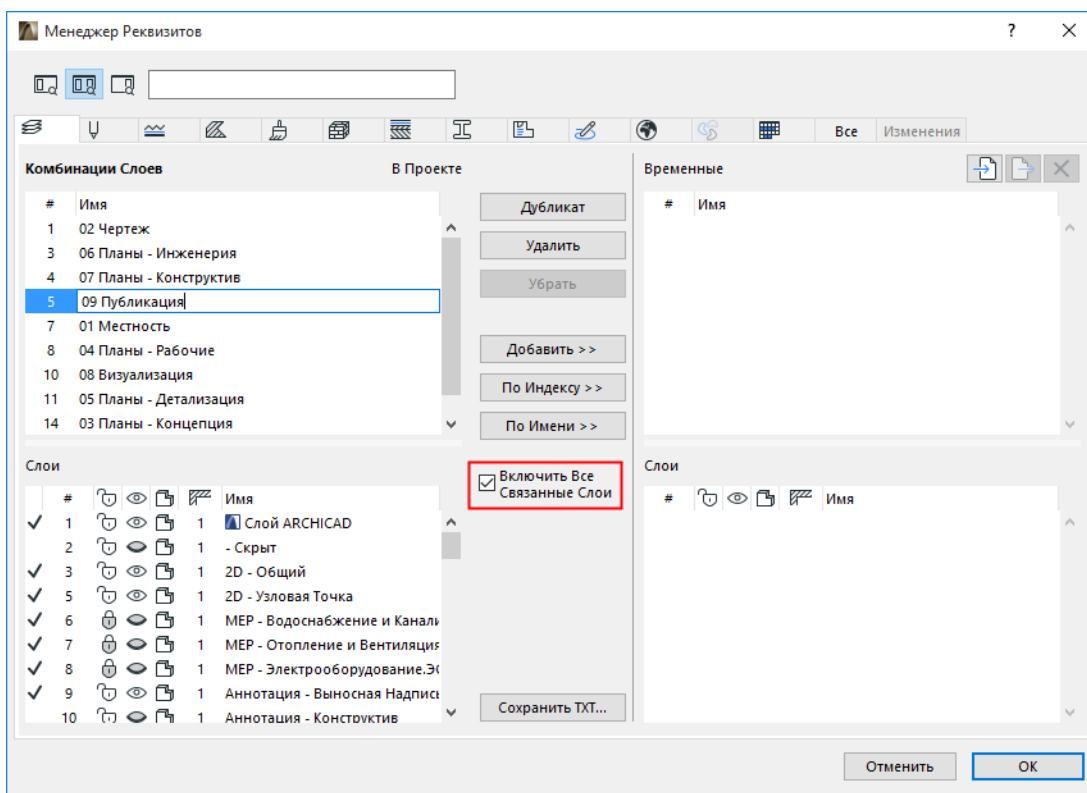 Менеджер Реквизитов
?
Все
Изменения
Комбинации Слоев
В Проекте
# Имя
1 02 Чертеж
3 06 Планы - Инженерия
4 07 Планы - Конструктив
5 09 Публикация
7 01 Местность
8 04 Планы - Рабочие
10 08 Визуализация
11 05 Планы - Детализация
14 03 Планы - Концепция
Дубликат
Удалить
Убрать
Добавить >>
По Индексу >>
По Имени >>
Включить Все
Связанные Слои
Сохранить TXT...
Слои
# Имя
1 1 Слой ARCHICAD
2 1 - Скрыт
3 1 2D - Общий
5 1 2D - Узловая Точка
6 1 МЕР - Водоснабжение и Канали
7 1 МЕР - Отопление и Вентиляция
8 1 МЕР - Электрооборудование.ЭО
9 1 Аннотация - Выносная Надпись
10 1 Аннотация - Конструктив
Временные
# Имя
Слои
# Имя
Отменить
OK